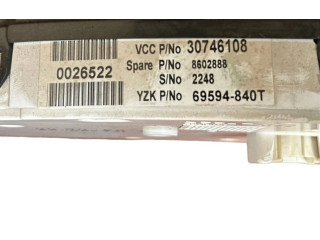 VCC P/No 30746108
0026522
Spare P/No 8602888
S/No 2248
YZK P/No 69594-840T